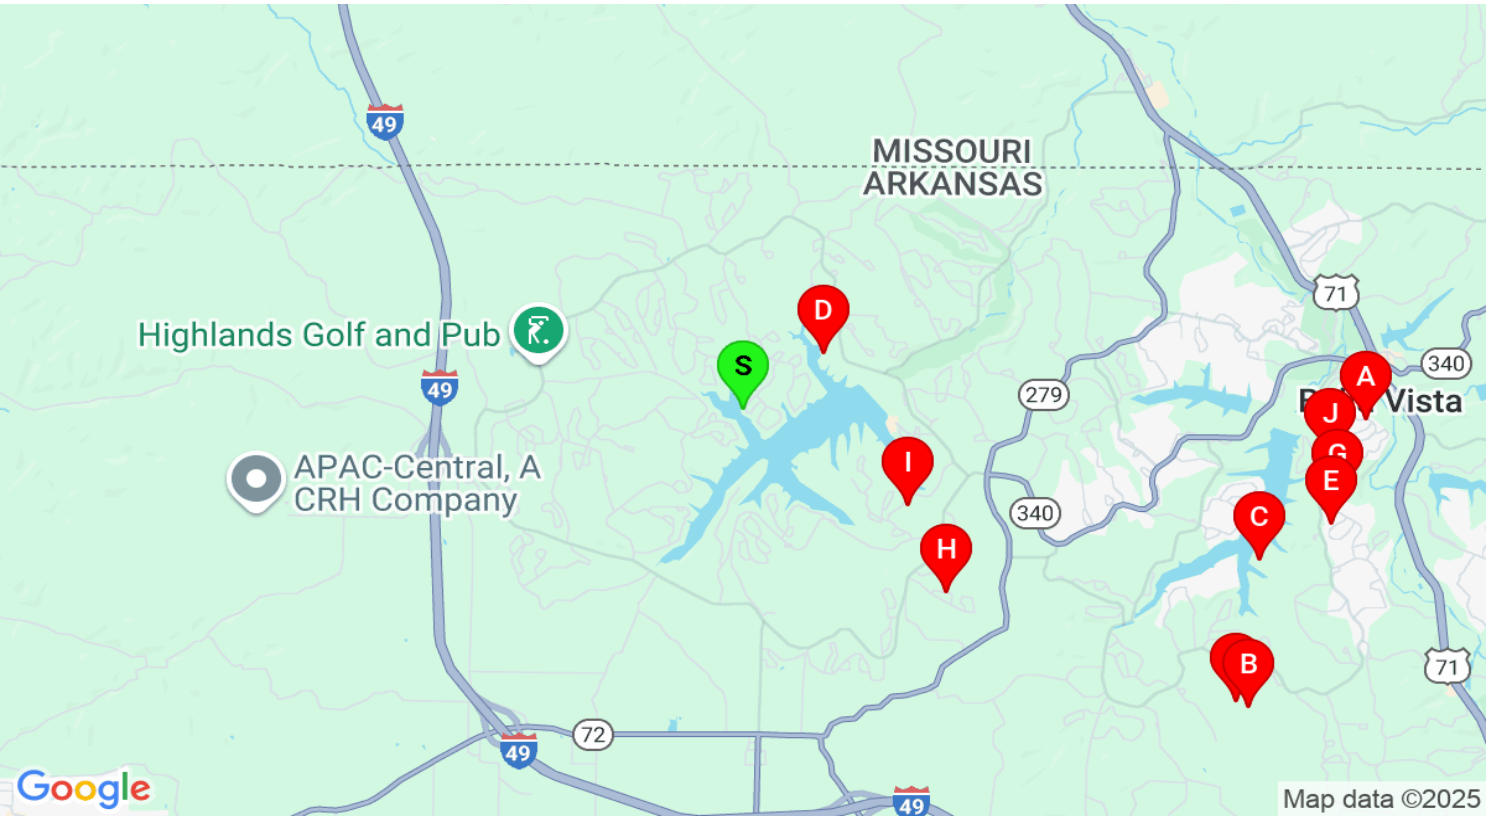 49
MISSOURI
ARKANSAS
71
D
Highlands Golf and Pub
S
340
A
49
279
Vista
J
G
I
E
APAC-Central, A
CRH Company
340
C
H
B
71
72
49
Google
49
Map data ©2025